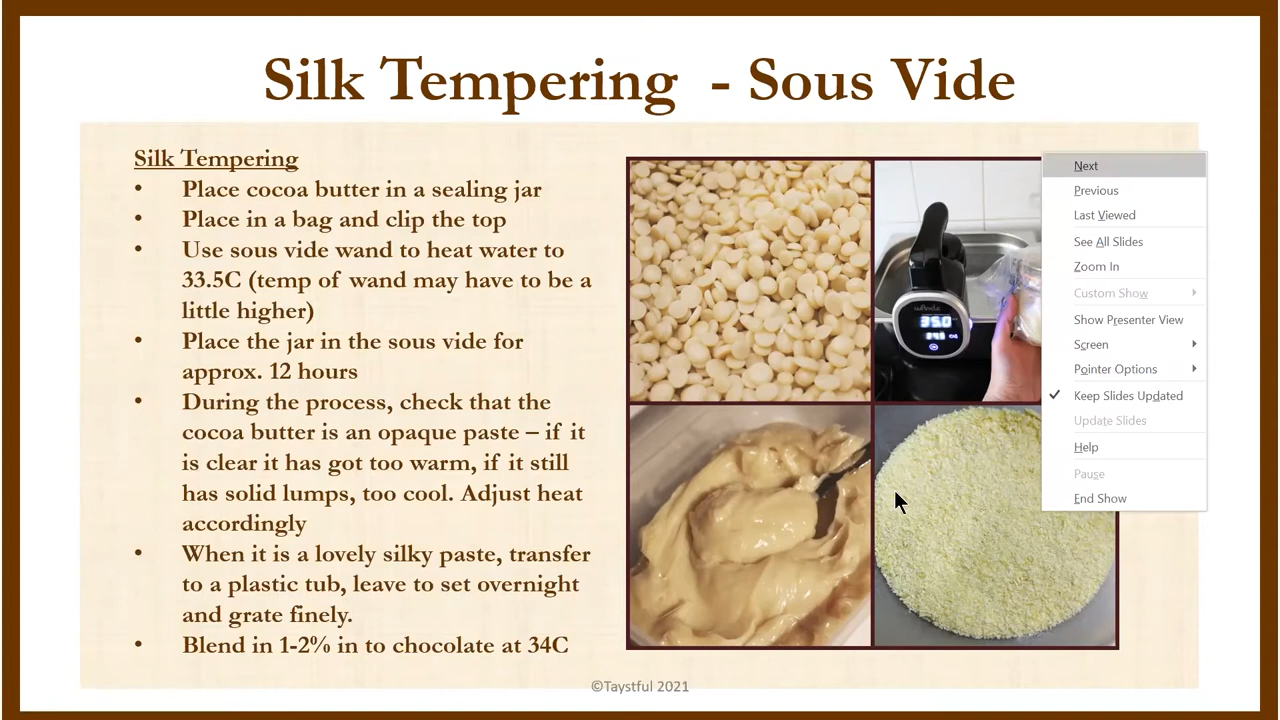 Silk Tempering - Sous Vide
Silk Tempering
• Place cocoa butter in a sealing jar
• Place in a bag and clip the top
• Use sous vide wand to heat water to
33.5C (temp of wand may have to be a
little higher)
• Place the jar in the sous vide for
approx. 12 hours
• During the process, check that the
cocoa butter is an opaque paste – if it
is clear it has got too warm, if it still
has solid lumps, too cool. Adjust heat
accordingly
• When it is a lovely silky paste, transfer
to a plastic tub, leave to set overnight
and grate finely.
• Blend in 1-2% in to chocolate at 34C
35.0
Next
Previous
Last Viewed
See All Slides
Zoom In
Custom Show
Show Presenter View
Screen
Pointer Options
Keep Slides Updated
Update Slides
Help
Pause
End Show
©Taystful 2021